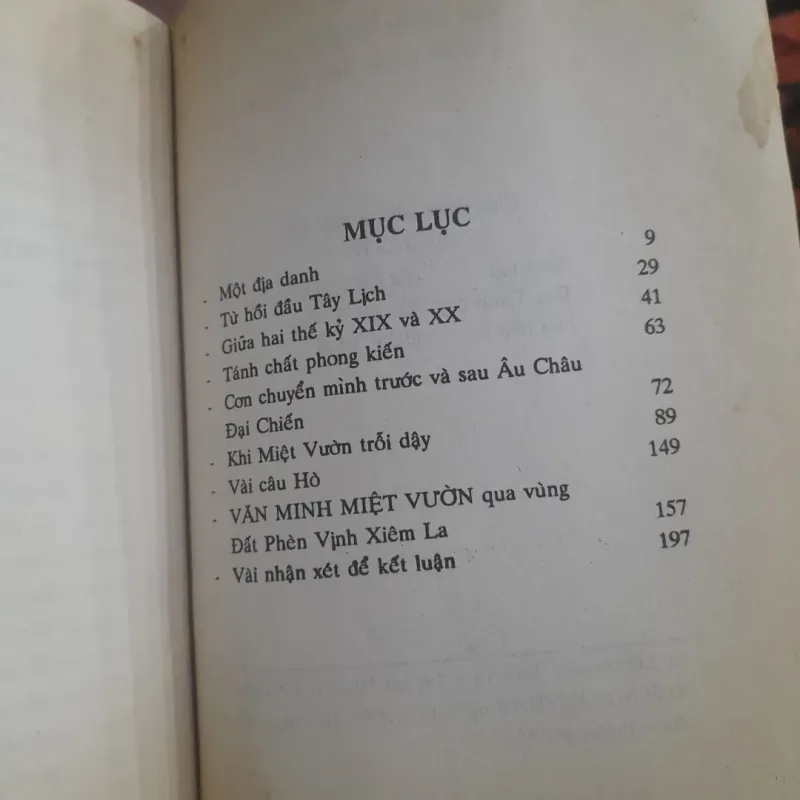 MỤC LỤC
- Một địa danh 9
- Từ hồi đầu Tây Lịch 29
- Giữa hai thế kỷ XIX và XX 41
- Tánh chất phong kiến 63
- Cơn chuyển mình trước và sau Âu Châu
Đại Chiến 72
- Khi Miệt Vườn trỗi dậy 89
- Vài câu Hò 149
- VĂN MINH MIỆT VƯỜN qua vùng
Đất Phèn Vịnh Xiêm La 157
- Vài nhận xét để kết luận 197